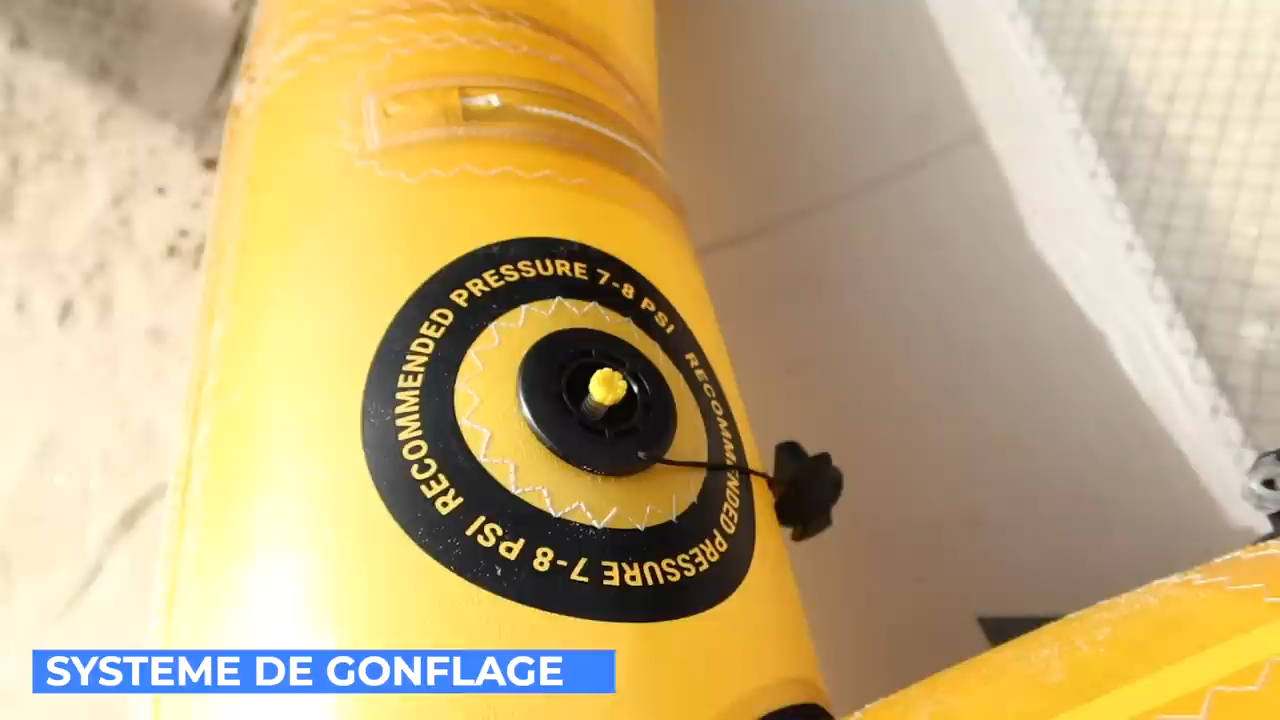 RECOMMENDED PRESSURE 7-8 PSI
RECOMMENDED PRESSURE 7-8 PSI
SYSTEME DE GONFLAGE